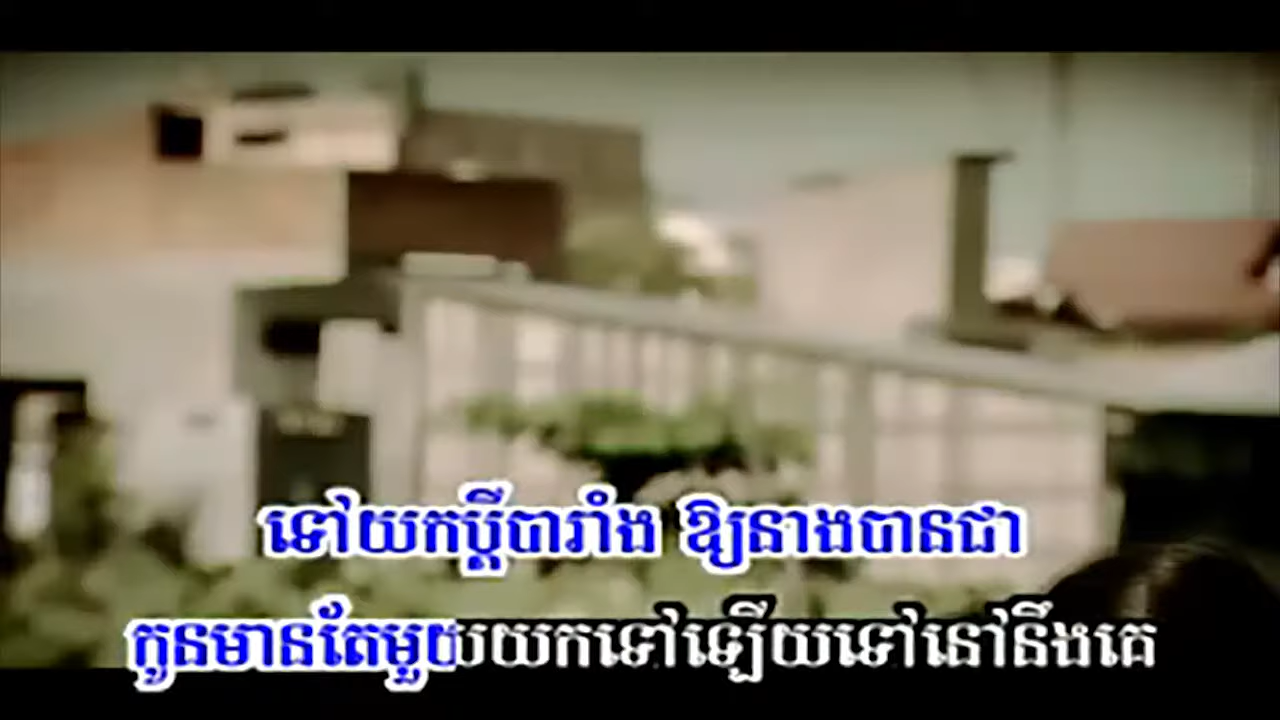 ទៅយកប្ដីបារាំង ឱ្យនាងបានជា
កូនមានតែមួយយកទៅឡើយទៅនៅនឹងគេ